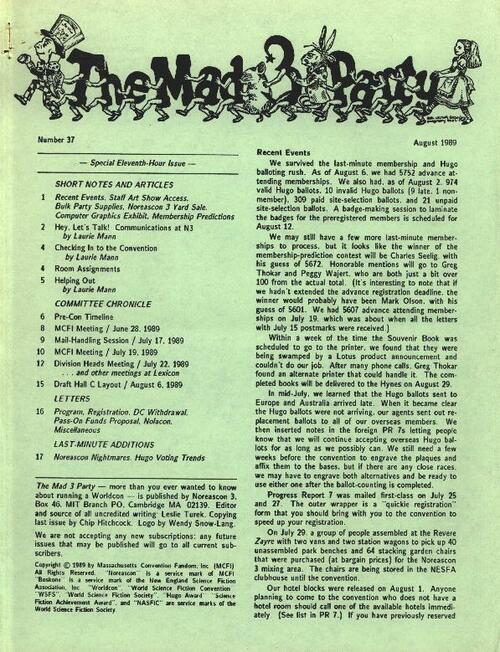 The Mad 3 Party
Number 37
August 1989
— Special Eleventh-Hour Issue —
SHORT NOTES AND ARTICLES
1 Recent Events. Staff Art Show Access.
Bulk Party Supplies. Noreascon 3 Yard Sale.
Computer Graphics Exhibit. Membership Predictions
2 Hey, Let's Talk! Communications at N3
by Laurie Mann
4 Checking In to the Convention
by Laurie Mann
4 Room Assignments
5 Helping Out
by Laurie Mann
COMMITTEE CHRONICLE
6 Pre-Con Timeline
8 MCFI Meeting / June 28, 1989
9 Mail-Handling Session / July 17, 1989
10 MCFI Meeting / July 19, 1989
12 Division Heads Meeting / July 22, 1989
. . . and other meetings at Lexicon
15 Draft Hall C Layout / August 6, 1989
LETTERS
16 Program, Registration, DC Withdrawal,
Pass-On Funds Proposal, Nolacon,
Miscellaneous
LAST-MINUTE ADDITIONS
17 Noreascon Nightmares, Hugo Voting Trends
The Mad 3 Party — more than you ever wanted to know
about running a Worldcon — is published by Noreascon 3,
Box 46, MIT Branch PO, Cambridge MA 02139. Editor
and source of all uncredited writing: Leslie Turek. Copying
last issue by Chip Hitchcock. Logo by Wendy Snow-Lang.
We are not accepting any new subscriptions; any future
issues that may be published will go to all current sub-
scribers.
Copyright © 1989 by Massachusetts Convention Fandom, Inc. (MCFI)
All Rights Reserved. "Noreascon" is a service mark of MCFI
"Boskone" is a service mark of the New England Science Fiction
Association, Inc. "Worldcon", "World Science Fiction Convention",
"WSFS", "World Science Fiction Society", "Hugo Award" "Science
Fiction Achievement Award", and "NASFiC" are service marks of the
World Science Fiction Society.
Recent Events
We survived the last-minute membership and Hugo
balloting rush. As of August 6, we had 5752 advance at-
tending memberships. We also had, as of August 2, 974
valid Hugo ballots, 10 invalid Hugo ballots (9 late, 1 non-
member), 309 paid site-selection ballots, and 21 unpaid
site-selection ballots. A badge-making session to laminate
the badges for the preregistered members is scheduled for
August 12.
We may still have a few more last-minute member-
ships to process, but it looks like the winner of the
membership-prediction contest will be Charles Seelig, with
his guess of 5672. Honorable mentions will go to Greg
Thokar and Peggy Wajert, who are both just a bit over
100 from the actual total. (It's interesting to note that if
we hadn't extended the advance registration deadline, the
winner would probably have been Mark Olson, with his
guess of 5601. We had 5607 advance attending member-
ships on July 19, which was about when all the letters
with July 15 postmarks were received.)
Within a week of the time the Souvenir Book was
scheduled to go to the printer, we found that they were
being swamped by a Lotus product announcement and
couldn't do our job. After many phone calls, Greg Thokar
found an alternate printer that could handle it. The com-
pleted books will be delivered to the Hynes on August 29.
In mid-July, we learned that the Hugo ballots sent to
Europe and Australia arrived late. When it became clear
the Hugo ballots were not arriving, our agents sent out re-
placement ballots to all of our overseas members. We
then inserted notes in the foreign PR 7s letting people
know that we will continue accepting overseas Hugo bal-
lots for as long as we possibly can. We still need a few
weeks before the convention to engrave the plaques and
affix them to the bases, but if there are any close races,
we may have to engrave both alternatives and be ready to
use either one after the ballot-counting is completed.
Progress Report 7 was mailed first-class on July 25
and 27. The outer wrapper is a "quickie registration"
form that you should bring with you to the convention to
speed up your registration.
On July 29, a group of people assembled at the Revere
Zayre with two vans and two station wagons to pick up 40
unassembled park benches and 64 stacking garden chairs
that were purchased (at bargain prices) for the Noreascon
3 mixing area. The chairs are being stored in the NESFA
clubhouse until the convention.
Our hotel blocks were released on August 1. Anyone
planning to come to the convention who does not have a
hotel room should call one of the available hotels immedi-
ately. (See list in PR 7.) If you have previously reserved